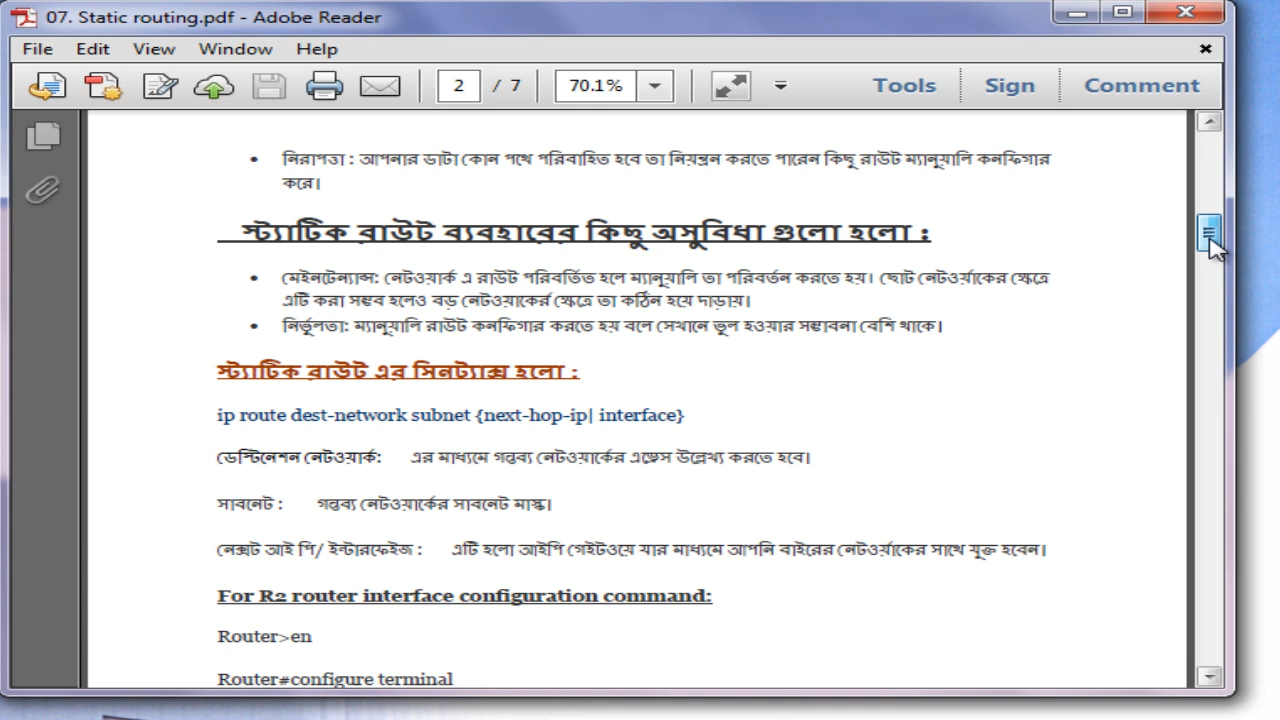 07. Static routing.pdf - Adobe Reader
File Edit View Window Help
2 / 7 70.1% Tools Sign Comment
• নিরাপত্তা : আপনার ডাটা কোন পথে পরিবাহিত হবে তা নিয়ন্ত্রন করতে পারেন কিছু রাউট ম্যানুয়ালি কনফিগার
করে।
স্ট্যাটিক রাউট ব্যবহারের কিছু অসুবিধা গুলো হলো :
• মেইনটেন্যান্স: নেটওয়ার্ক এ রাউট পরিবর্তিত হলে ম্যানুয়ালি তা পরিবর্তন করতে হয়। ছোট নেটওর্য়াকের ক্ষেত্রে
এটি করা সম্ভব হলেও বড় নেটওয়াকের্র ক্ষেত্রে তা কঠিন হয়ে দাড়ায়।
• নির্ভুলতা: ম্যানুয়ালি রাউট কনফিগার করতে হয় বলে সেখানে ভুল হওয়ার সম্ভাবনা বেশি থাকে।
স্ট্যাটিক রাউট এর সিনট্যাক্স হলো :
ip route dest-network subnet {next-hop-ip| interface}
ডেস্টিনেশন নেটওয়ার্ক: এর মাধ্যমে গন্তব্য নেটওয়ার্কের এড্রেস উল্লেখ্য করতে হবে।
সাবনেট : গন্তব্য নেটওয়ার্কের সাবনেট মাস্ক।
নেক্সট আই পি/ ইন্টারফেইজ : এটি হলো আইপি গেইটওয়ে যার মাধ্যমে আপনি বাইরের নেটওর্য়াকের সাথে যুক্ত হবেন।
For R2 router interface configuration command:
Router>en
Router#configure terminal